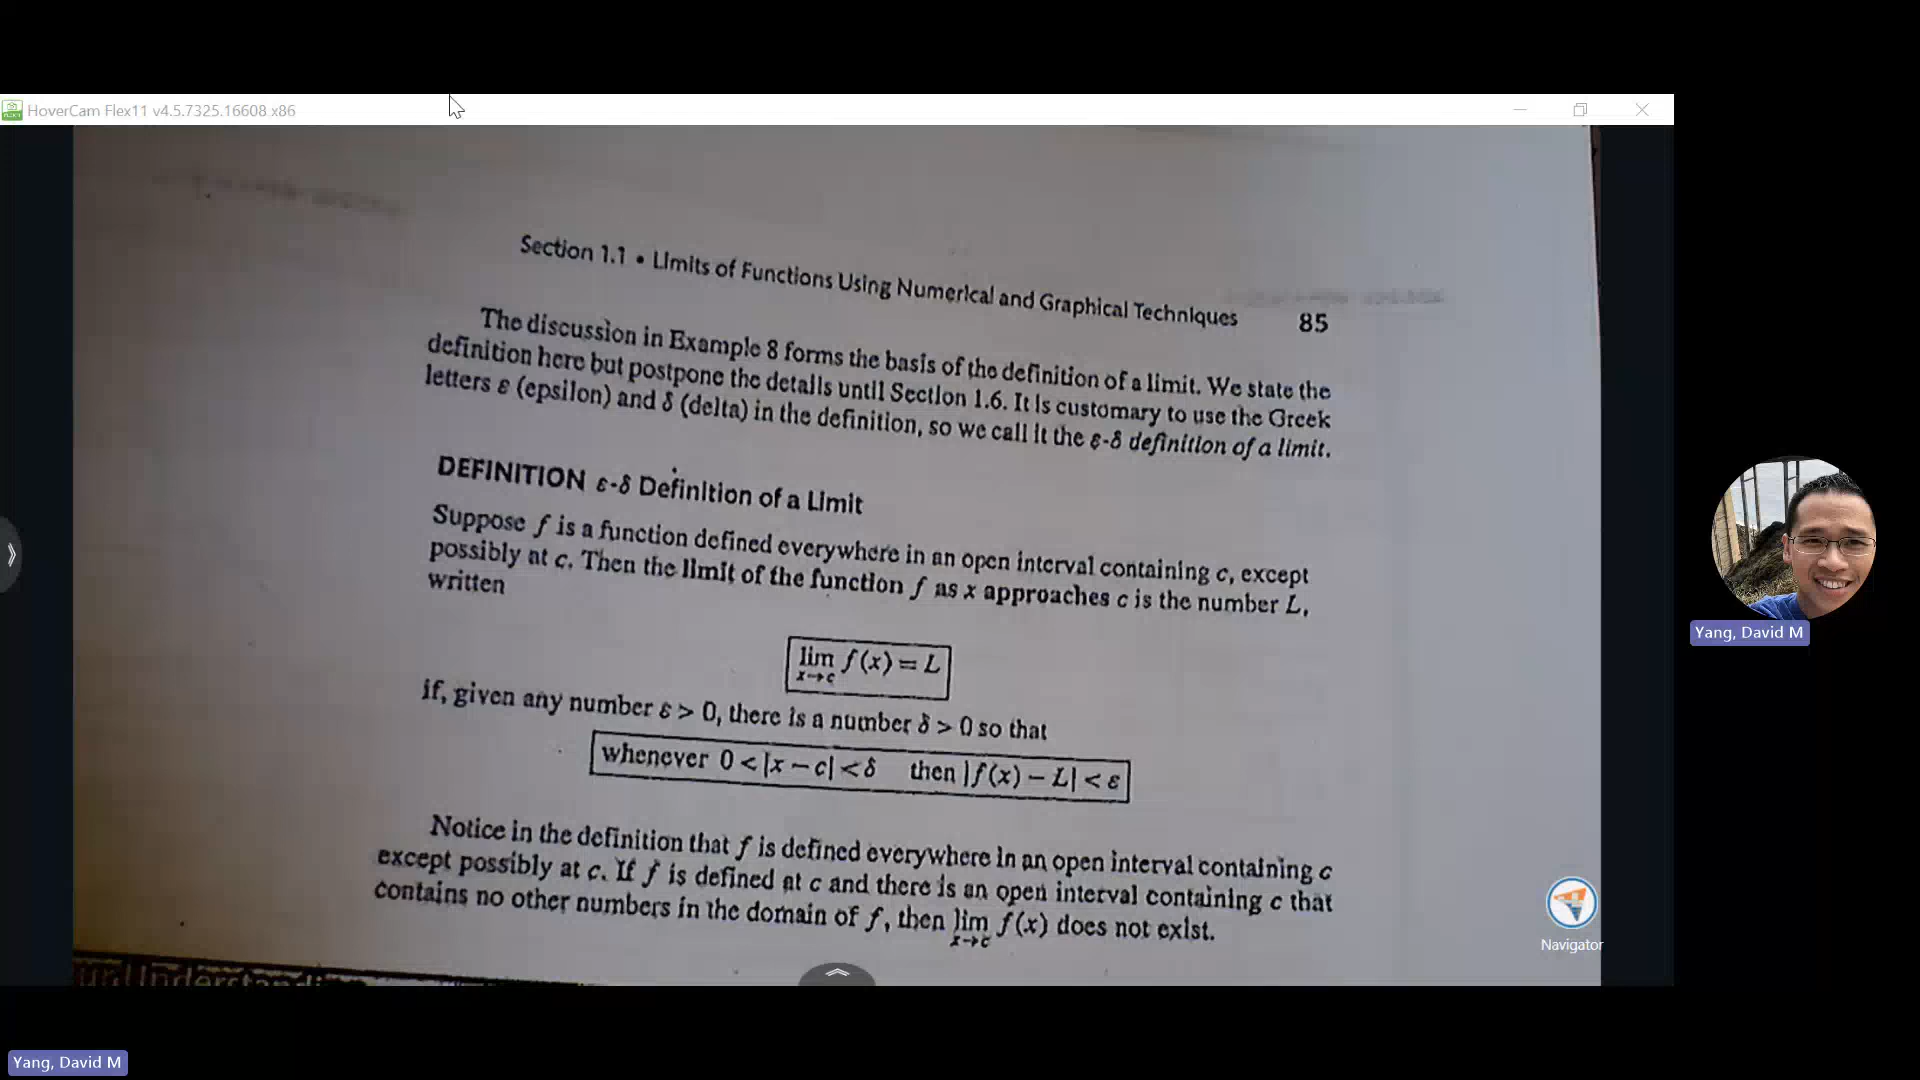 HoverCam Flex11 v4.5.7325.16608 x86
Section 1.1 • Limits of Functions Using Numerical and Graphical Techniques 85
The discussion in Example 8 forms the basis of the definition of a limit. We state the
definition here but postpone the details until Section 1.6. It is customary to use the Greek
letters ε (epsilon) and δ (delta) in the definition, so we call it the ε-δ definition of a limit.
DEFINITION ε-δ Definition of a Limit
Suppose f is a function defined everywhere in an open interval containing c, except
possibly at c. Then the limit of the function f as x approaches c is the number L,
written
lim f(x) = L
x→c
if, given any number ε > 0, there is a number δ > 0 so that
whenever 0 < |x − c| < δ then |f(x) − L| < ε
Notice in the definition that f is defined everywhere in an open interval containing c
except possibly at c. If f is defined at c and there is an open interval containing c that
contains no other numbers in the domain of f, then lim f(x) does not exist.
x→c
Navigator
Yang, David M
Yang, David M